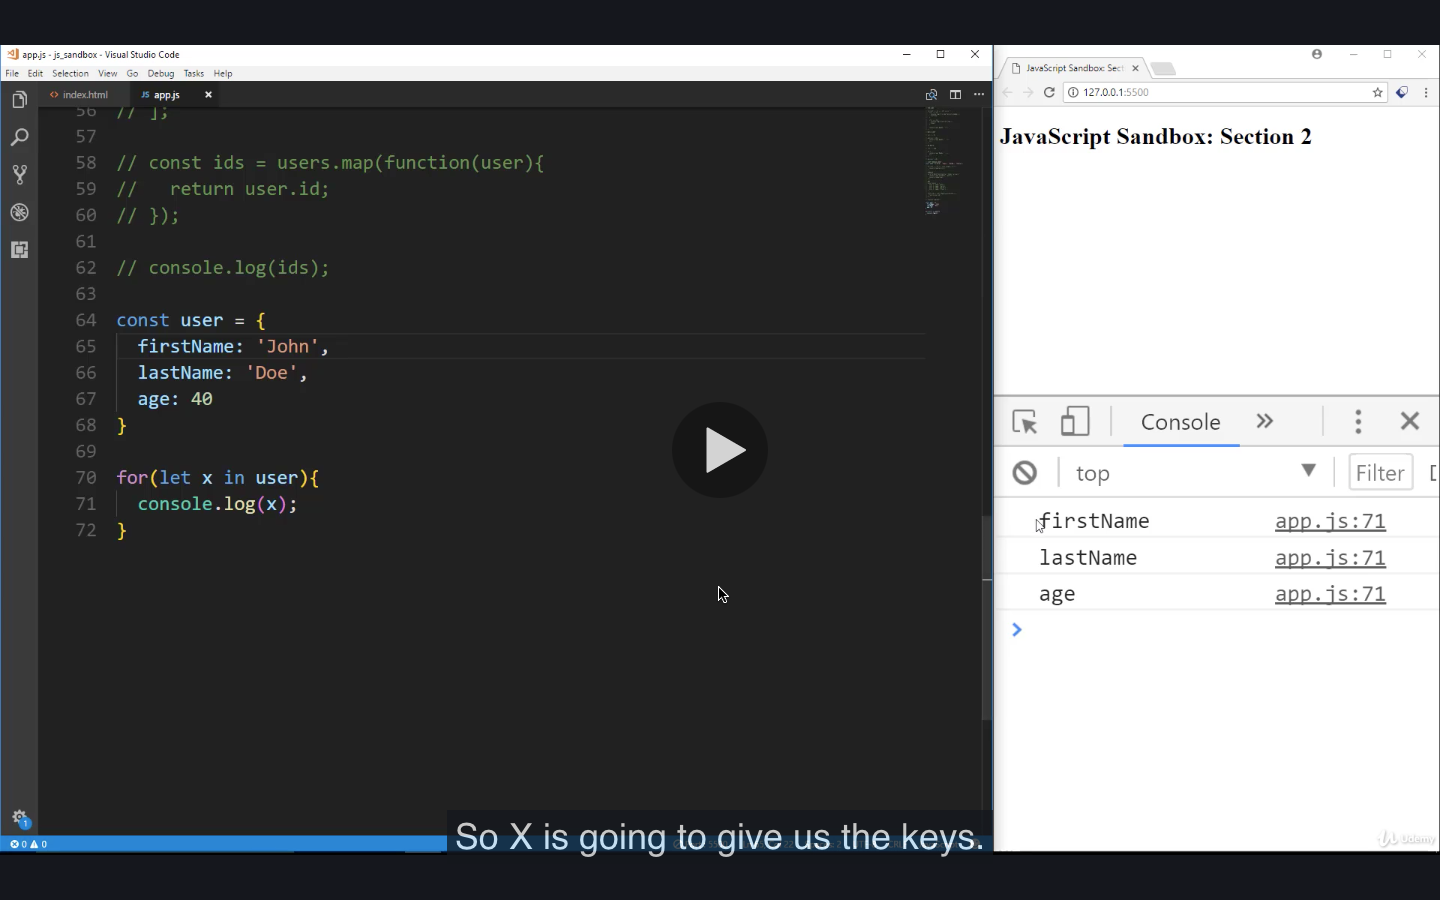 app.js - js_sandbox - Visual Studio Code
File Edit Selection View Go Debug Tasks Help
index.html
JS app.js
56 // ];
57
58 // const ids = users.map(function(user){
59 //   return user.id;
60 // });
61
62 // console.log(ids);
63
64 const user = {
65   firstName: 'John',
66   lastName: 'Doe',
67   age: 40
68 }
69
70 for(let x in user){
71   console.log(x);
72 }
1
0 0
JavaScript Sandbox: Sec
127.0.0.1:5500
JavaScript Sandbox: Section 2
Console
top
Filter
firstName app.js:71
lastName app.js:71
age app.js:71
So X is going to give us the keys.
Udemy